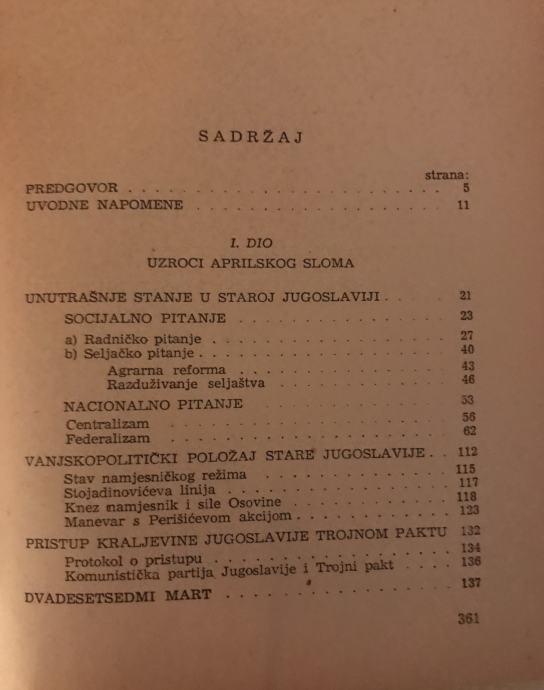 SADRŽAJ
strana:
PREDGOVOR . . . . . . . . . . . . . . . . . . . . 5
UVODNE NAPOMENE . . . . . . . . . . . . . . . . 11
I. DIO
UZROCI APRILSKOG SLOMA
UNUTRAŠNJE STANJE U STAROJ JUGOSLAVIJI . . . . . 21
SOCIJALNO PITANJE . . . . . . . . . . . . . 23
a) Radničko pitanje . . . . . . . . . . . . . . 27
b) Seljačko pitanje . . . . . . . . . . . . . . . 40
Agrarna reforma . . . . . . . . . . . . 43
Razduživanje seljaštva . . . . . . . . . . 46
NACIONALNO PITANJE . . . . . . . . . . . . 53
Centralizam . . . . . . . . . . . . . . . . 56
Federalizam . . . . . . . . . . . . . . . . 62
VANJSKOPOLITIČKI POLOŽAJ STARE JUGOSLAVIJE . . 112
Stav namjesničkog režima . . . . . . . . . . . 115
Stojadinovićeva linija . . . . . . . . . . . . . 117
Knez namjesnik i sile Osovine . . . . . . . . . 118
Manevar s Perišićevom akcijom . . . . . . . . . 123
PRISTUP KRALJEVINE JUGOSLAVIJE TROJNOM PAKTU 132
Protokol o pristupu . . . . . . . . . . . . . . 134
Komunistička partija Jugoslavije i Trojni pakt . . . . 136
DVADESETSEDMI MART . . . . . . . . . . . . . . 137
361